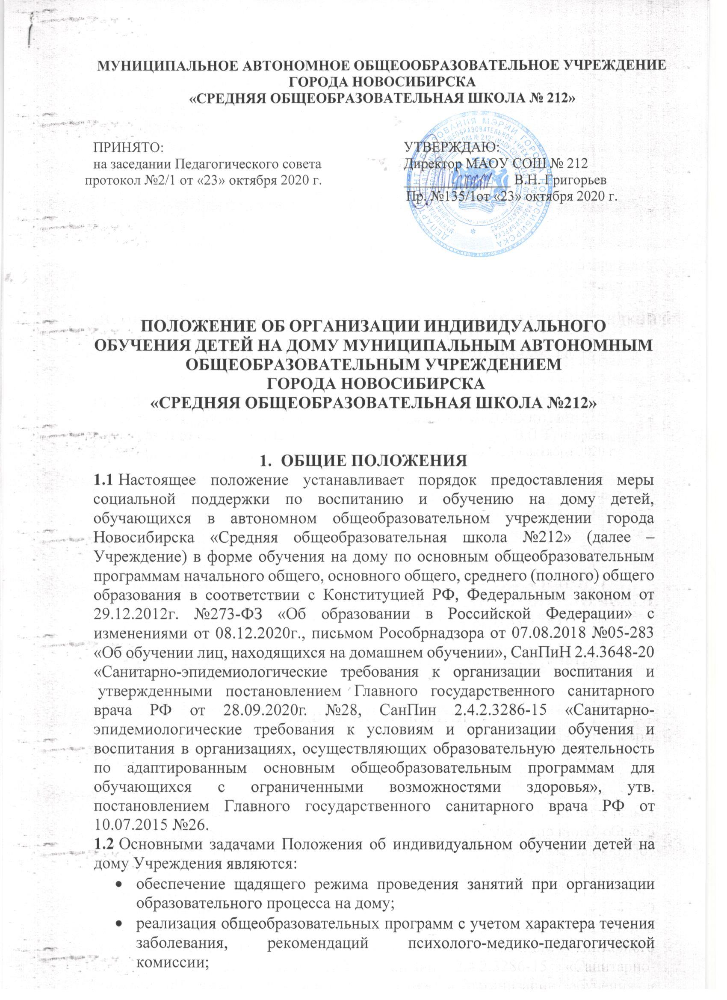 МУНИЦИПАЛЬНОЕ АВТОНОМНОЕ ОБЩЕООБРАЗОВАТЕЛЬНОЕ УЧРЕЖДЕНИЕ
ГОРОДА НОВОСИБИРСКА
«СРЕДНЯЯ ОБЩЕОБРАЗОВАТЕЛЬНАЯ ШКОЛА № 212»
ПРИНЯТО:
на заседании Педагогического совета
протокол №2/1 от «23» октября 2020 г.
УТВЕРЖДАЮ:
Директор МАОУ СОШ № 212
В.Н. Григорьев
Пр. №135/1от «23» октября 2020 г.
ПОЛОЖЕНИЕ ОБ ОРГАНИЗАЦИИ ИНДИВИДУАЛЬНОГО
ОБУЧЕНИЯ ДЕТЕЙ НА ДОМУ МУНИЦИПАЛЬНЫМ АВТОНОМНЫМ
ОБЩЕОБРАЗОВАТЕЛЬНЫМ УЧРЕЖДЕНИЕМ
ГОРОДА НОВОСИБИРСКА
«СРЕДНЯЯ ОБЩЕОБРАЗОВАТЕЛЬНАЯ ШКОЛА №212»
1. ОБЩИЕ ПОЛОЖЕНИЯ
1.1 Настоящее положение устанавливает порядок предоставления меры
социальной поддержки по воспитанию и обучению на дому детей,
обучающихся в автономном общеобразовательном учреждении города
Новосибирска «Средняя общеобразовательная школа №212» (далее –
Учреждение) в форме обучения на дому по основным общеобразовательным
программам начального общего, основного общего, среднего (полного) общего
образования в соответствии с Конституцией РФ, Федеральным законом от
29.12.2012г. №273-ФЗ «Об образовании в Российской Федерации» с
изменениями от 08.12.2020г., письмом Рособрнадзора от 07.08.2018 №05-283
«Об обучении лиц, находящихся на домашнем обучении», СанПиН 2.4.3648-20
«Санитарно-эпидемиологические требования к организации воспитания и
утвержденными постановлением Главного государственного санитарного
врача РФ от 28.09.2020г. №28, СанПин 2.4.2.3286-15 «Санитарно-
эпидемиологические требования к условиям и организации обучения и
воспитания в организациях, осуществляющих образовательную деятельность
по адаптированным основным общеобразовательным программам для
обучающихся с ограниченными возможностями здоровья», утв.
постановлением Главного государственного санитарного врача РФ от
10.07.2015 №26.
1.2 Основными задачами Положения об индивидуальном обучении детей на
дому Учреждения являются:
• обеспечение щадящего режима проведения занятий при организации
образовательного процесса на дому;
• реализация общеобразовательных программ с учетом характера течения
заболевания, рекомендаций психолого-медико-педагогической
комиссии;